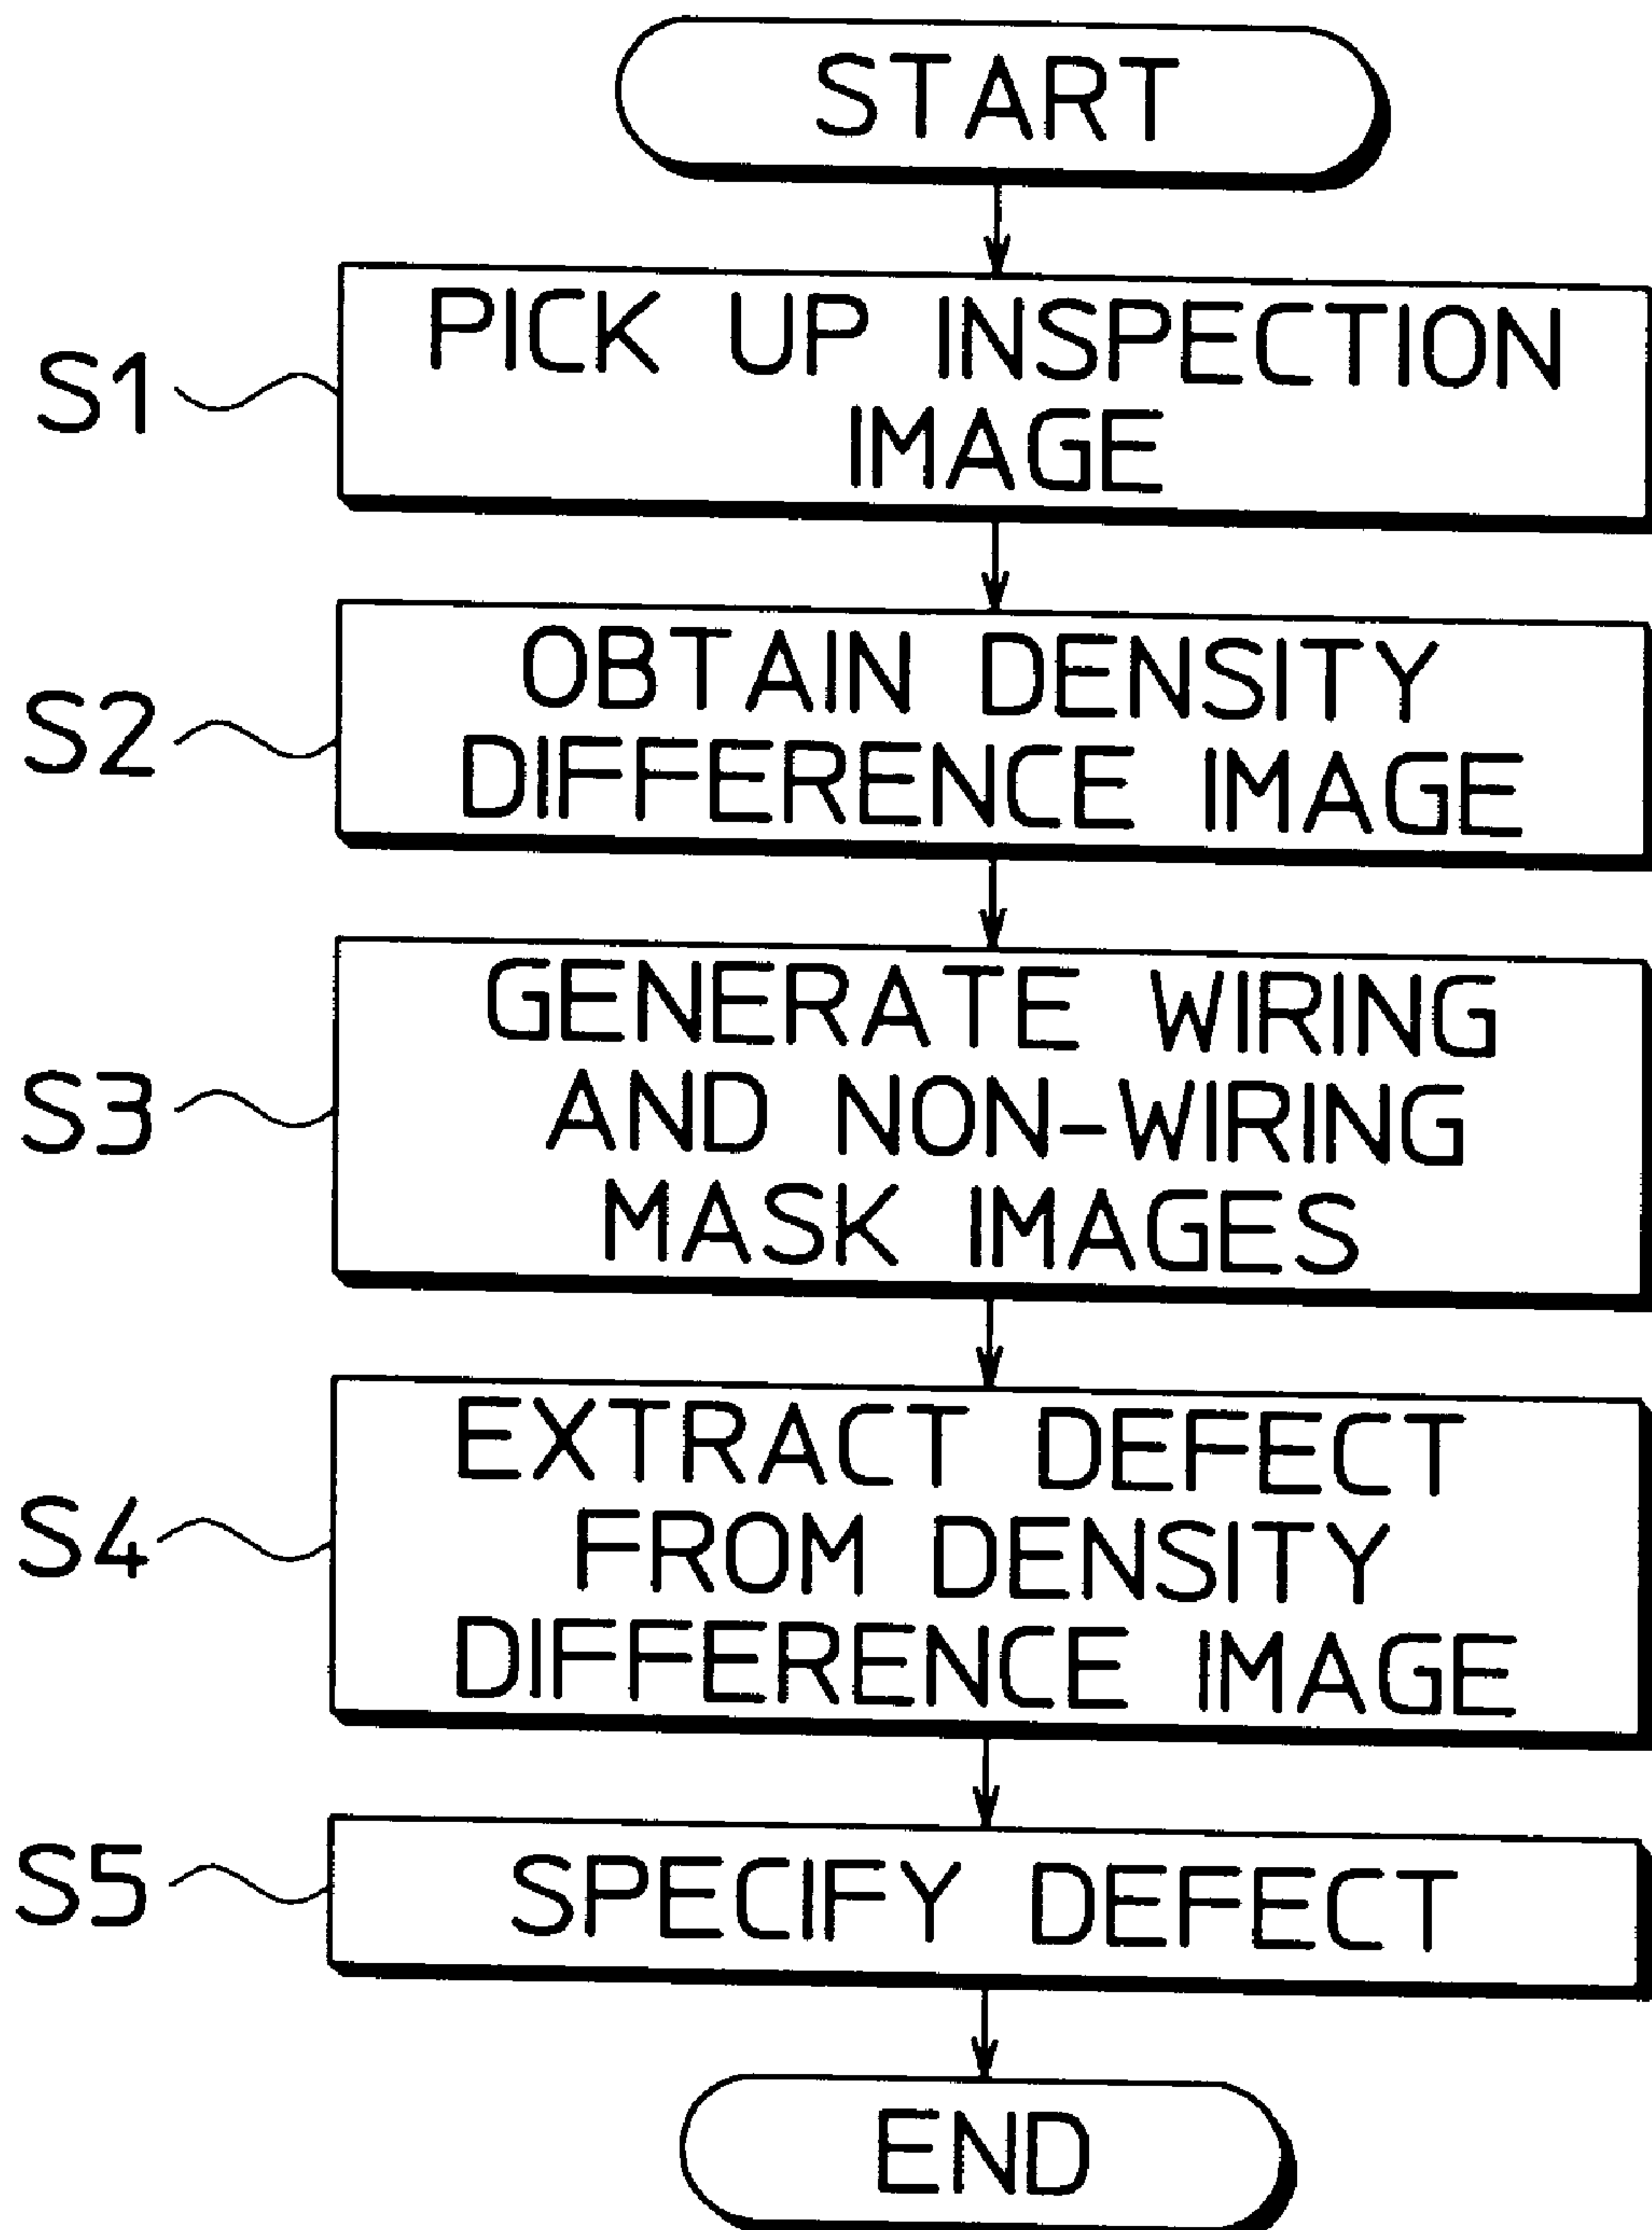 START
S1
PICK UP INSPECTION
IMAGE
S2
OBTAIN DENSITY
DIFFERENCE IMAGE
S3
GENERATE WIRING
AND NON-WIRING
MASK IMAGES
S4
EXTRACT DEFECT
FROM DENSITY
DIFFERENCE IMAGE
S5
SPECIFY DEFECT
END